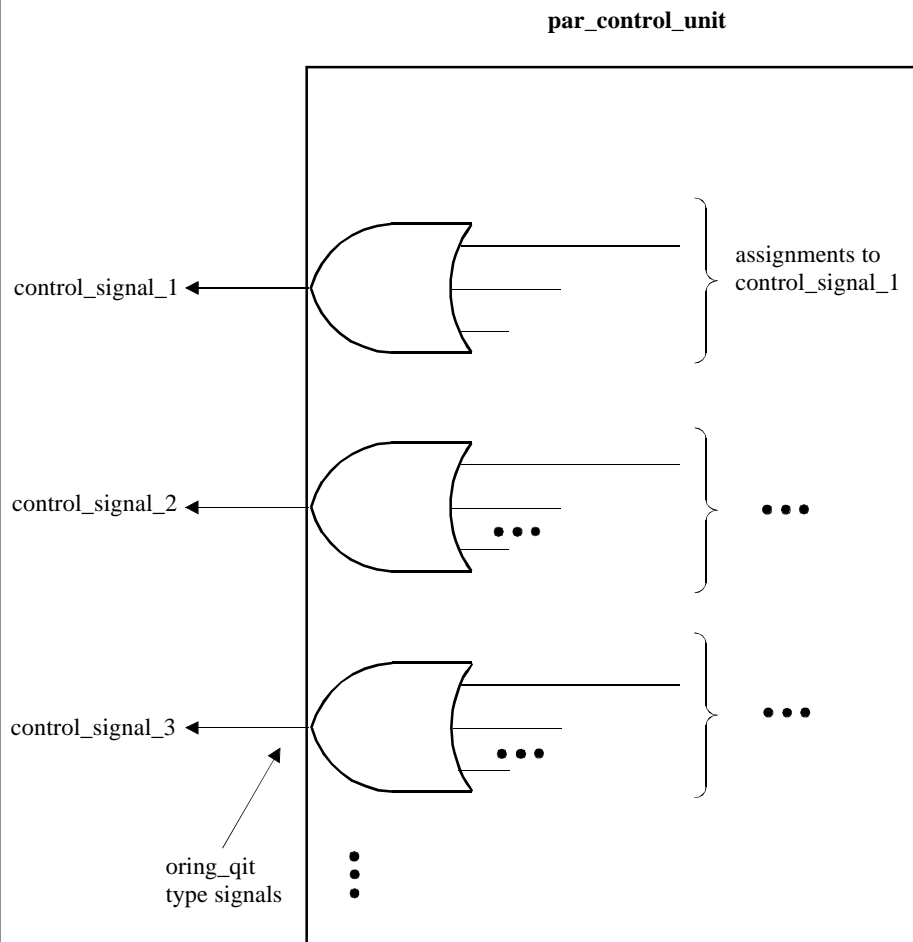 par_control_unit
assignments to
control_signal_1
control_signal_1
control_signal_2
control_signal_3
oring_qit
type signals